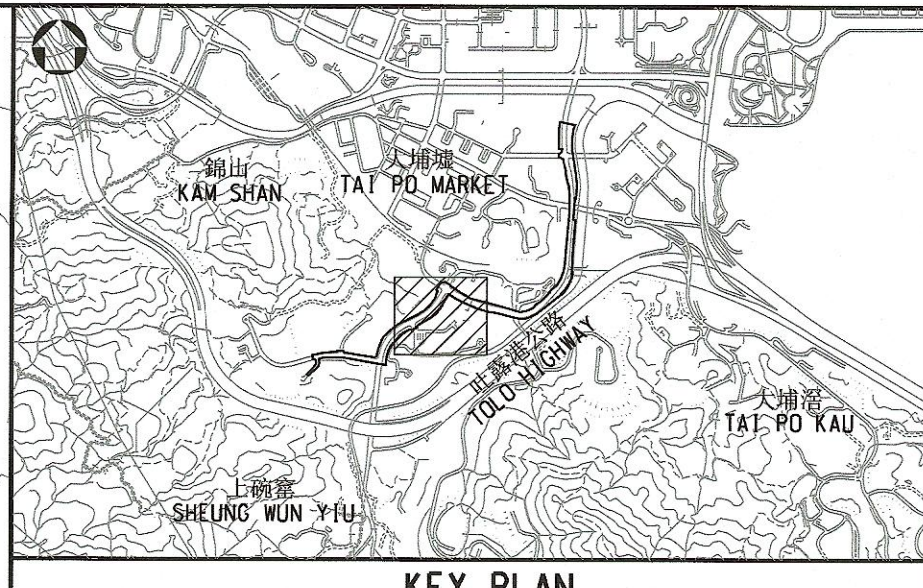 錦山
KAM SHAN
大埔墟
TAI PO MARKET
吐露港公路
TOLO HIGHWAY
大埔滘
TAI PO KAU
上碗窰
SHEUNG WUN YIU
KEY PLAN